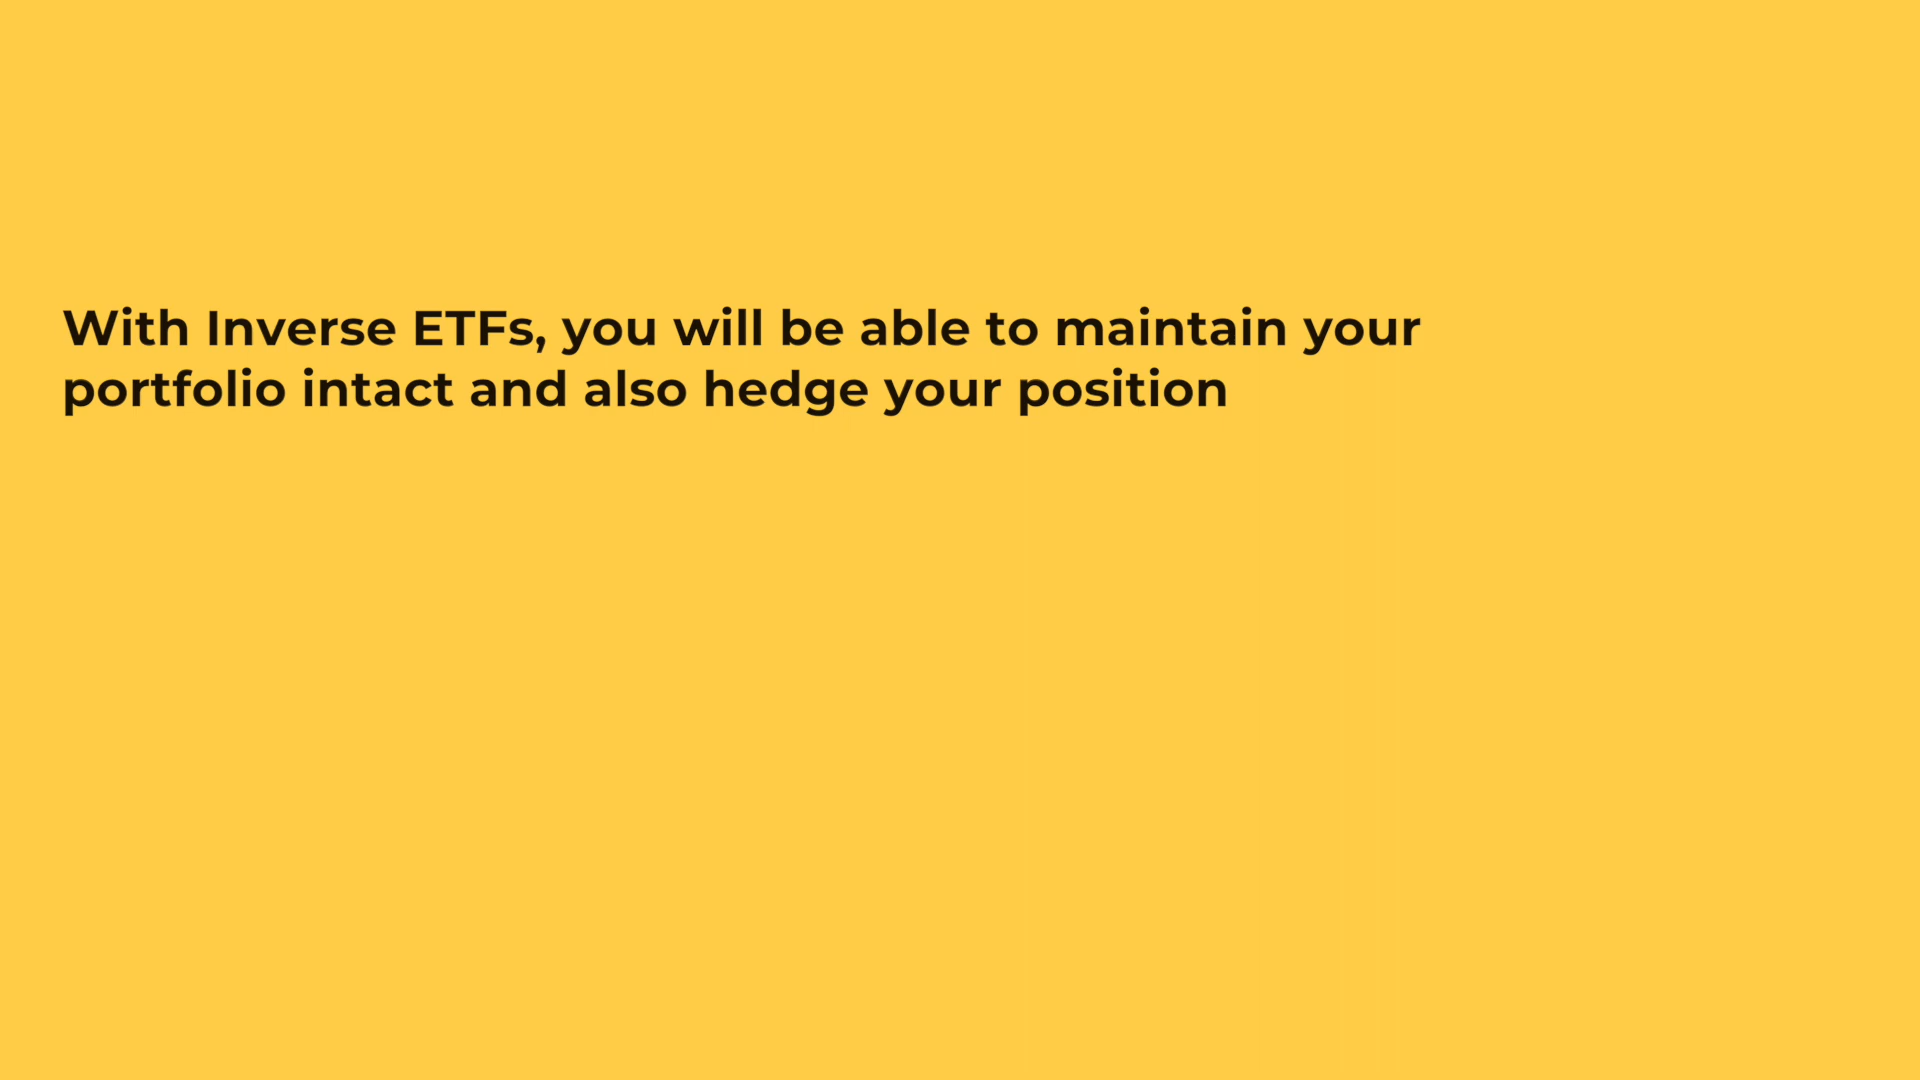 With Inverse ETFs, you will be able to maintain your
portfolio intact and also hedge your position